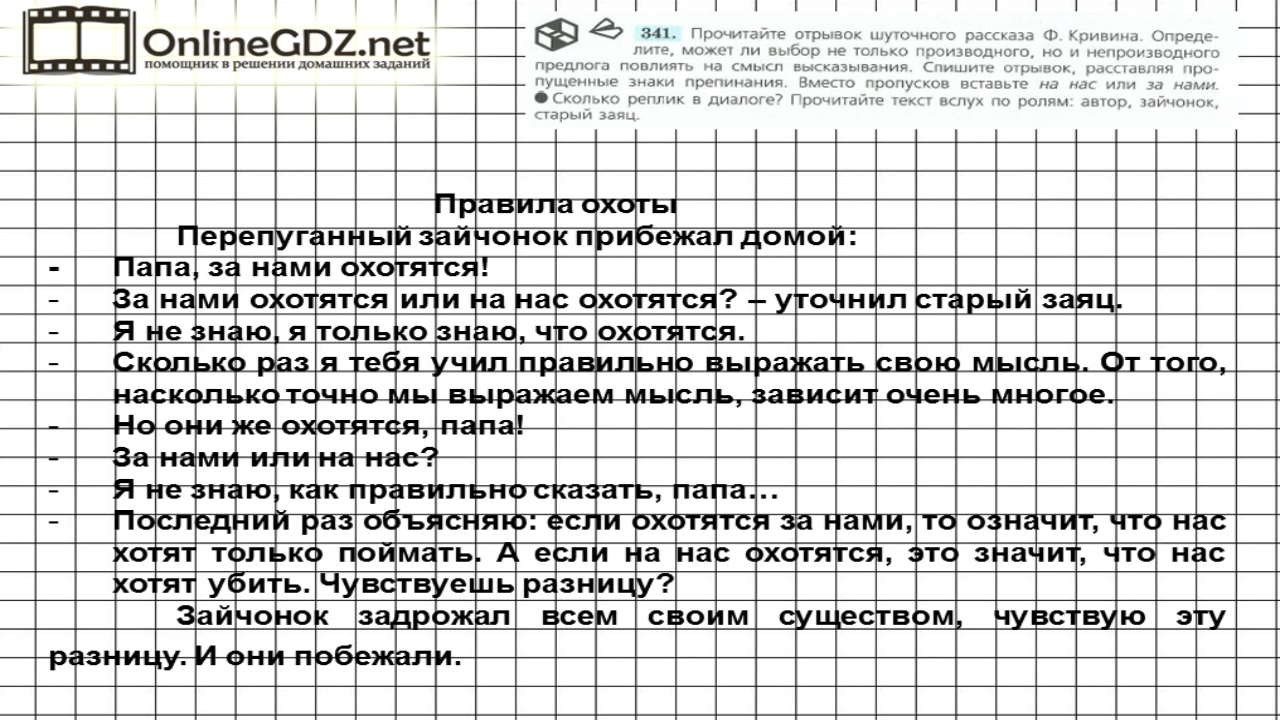 OnlineGDZ.net
помощник в решении домашних заданий
341. Прочитайте отрывок шуточного рассказа Ф. Кривина. Опреде-
лите, может ли выбор не только производного, но и непроизводного
предлога повлиять на смысл высказывания. Спишите отрывок, расставляя про-
пущенные знаки препинания. Вместо пропусков вставьте на нас или за нами.
● Сколько реплик в диалоге? Прочитайте текст вслух по ролям: автор, зайчонок,
старый заяц.
Правила охоты
Перепуганный зайчонок прибежал домой:
- Папа, за нами охотятся!
- За нами охотятся или на нас охотятся? – уточнил старый заяц.
- Я не знаю, я только знаю, что охотятся.
- Сколько раз я тебя учил правильно выражать свою мысль. От того,
насколько точно мы выражаем мысль, зависит очень многое.
- Но они же охотятся, папа!
- За нами или на нас?
- Я не знаю, как правильно сказать, папа…
- Последний раз объясняю: если охотятся за нами, то означит, что нас
хотят только поймать. А если на нас охотятся, это значит, что нас
хотят убить. Чувствуешь разницу?
Зайчонок задрожал всем своим существом, чувствую эту
разницу. И они побежали.